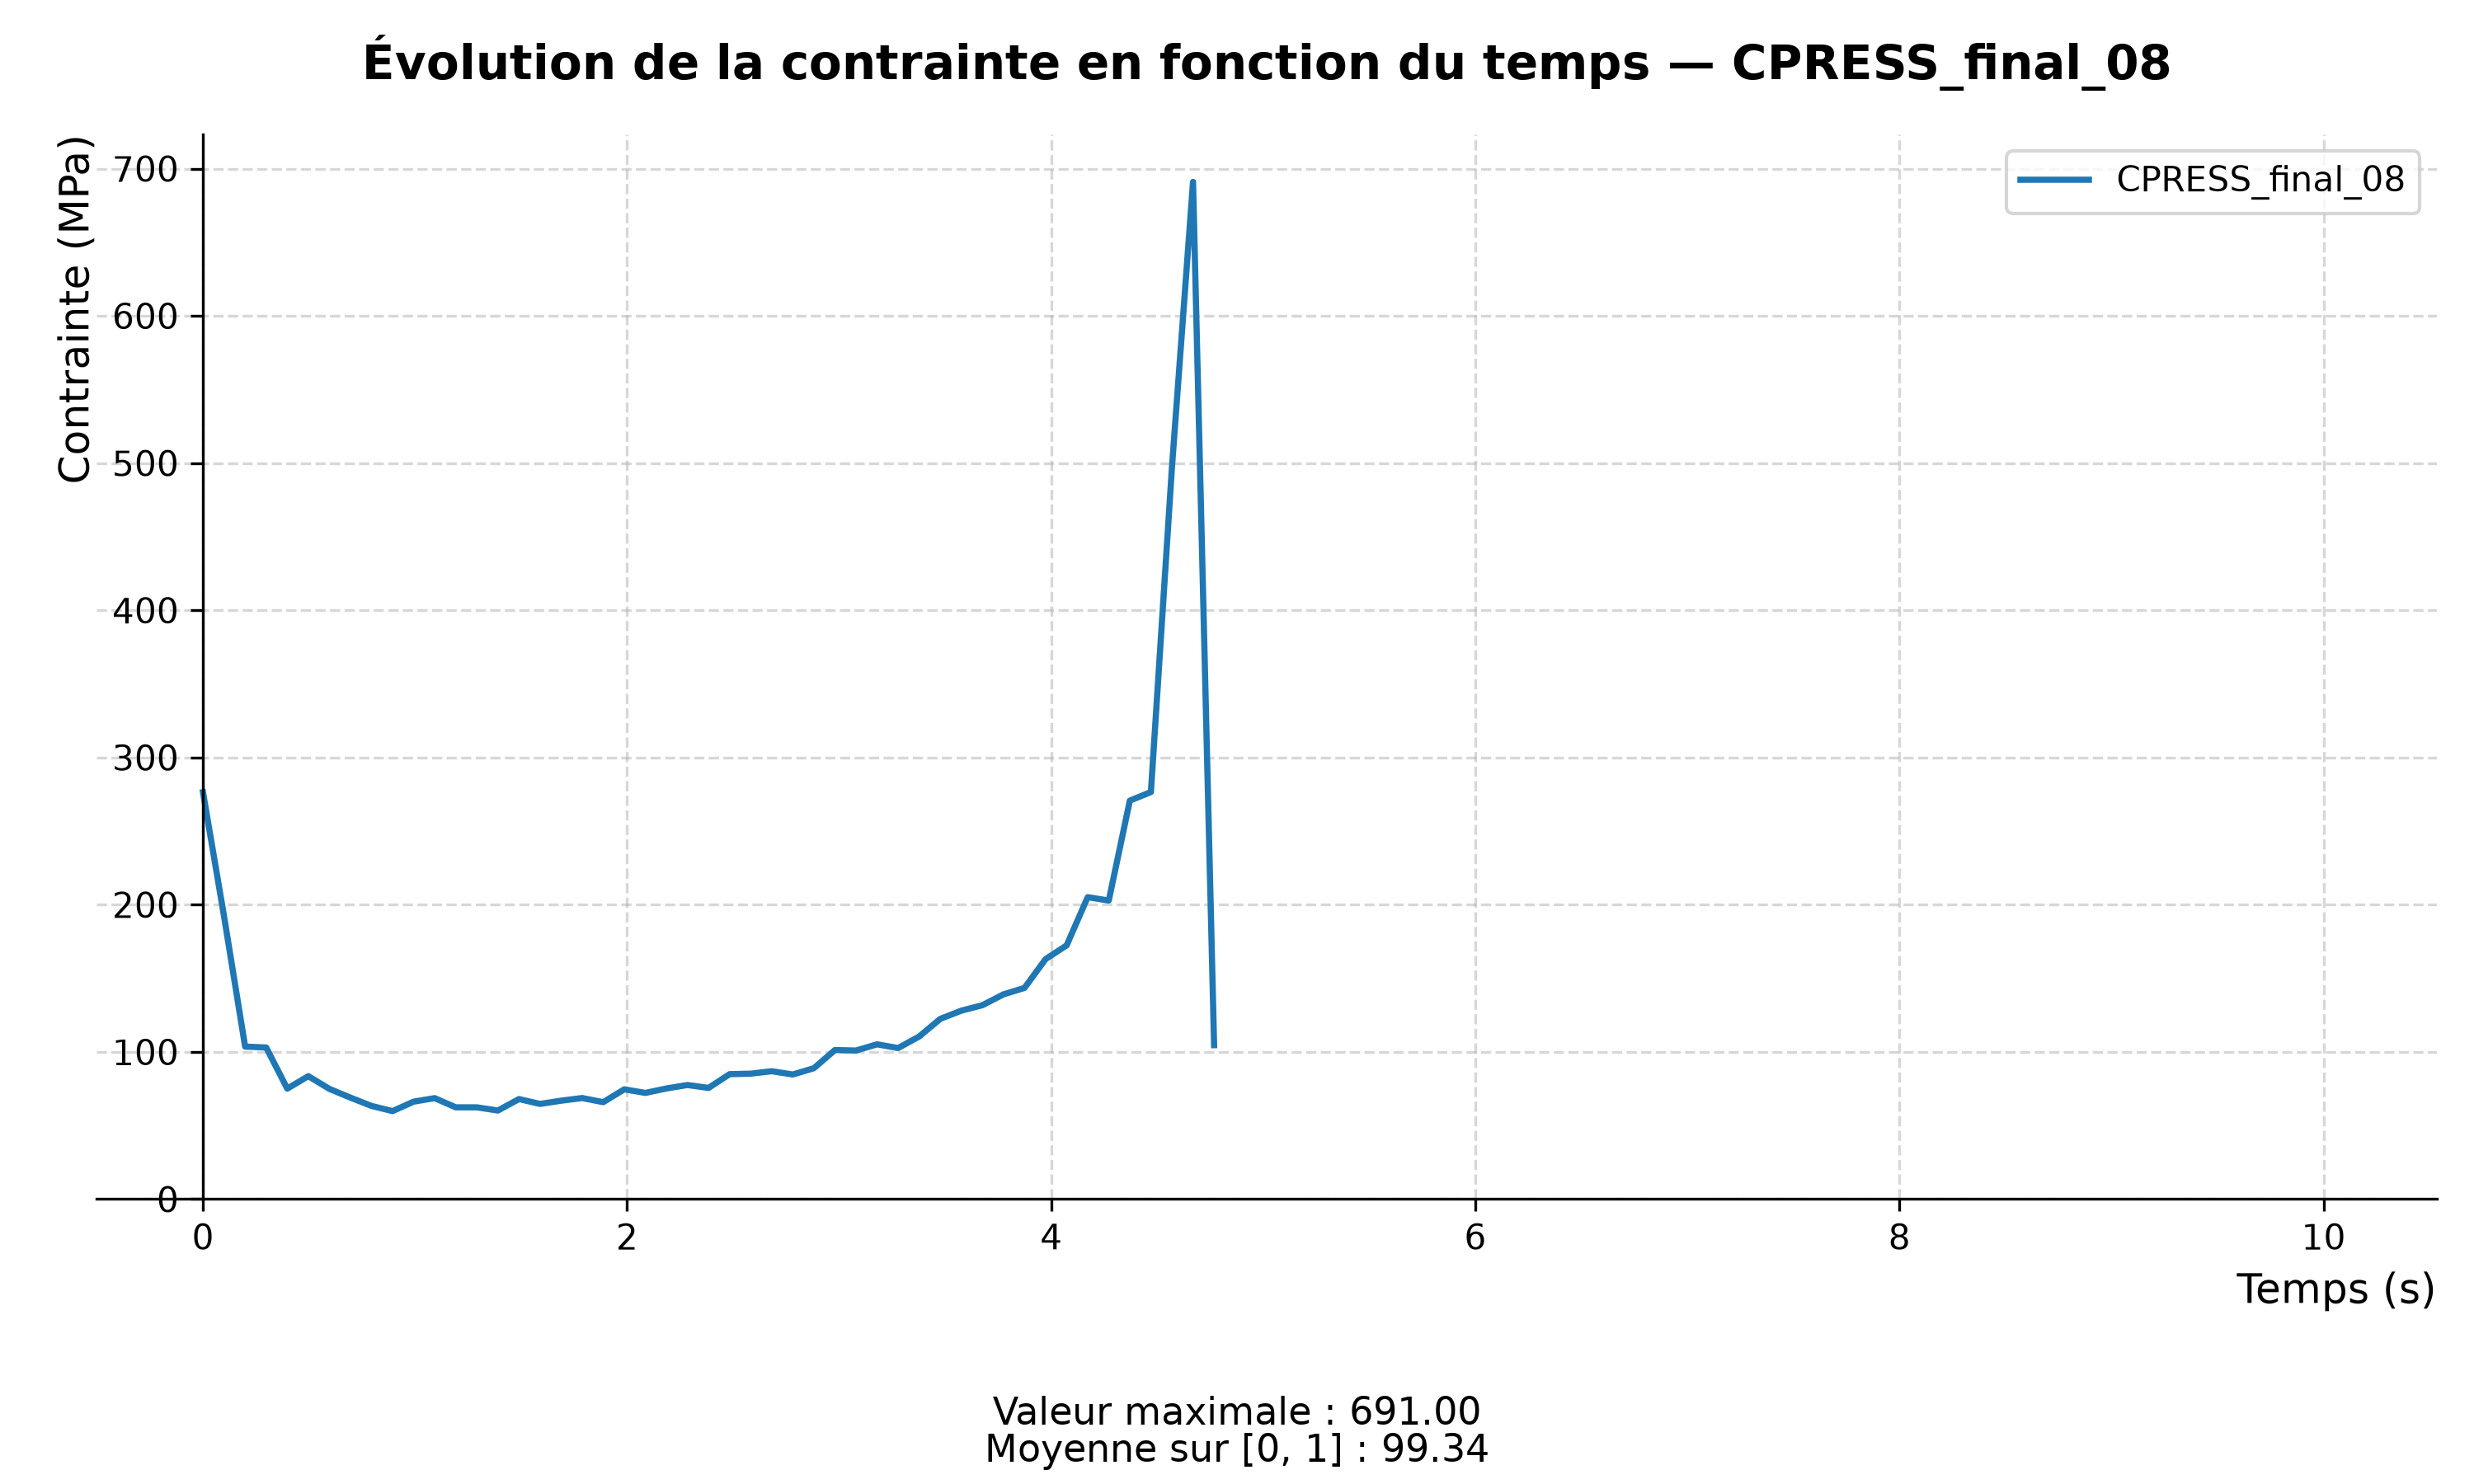 Évolution de la contrainte en fonction du temps — CPRESS_final_08
Contrainte (MPa)
700
600
500
400
300
200
100
0
CPRESS_final_08
0 2 4 6 8 10
Temps (s)
Valeur maximale : 691.00
Moyenne sur [0, 1] : 99.34